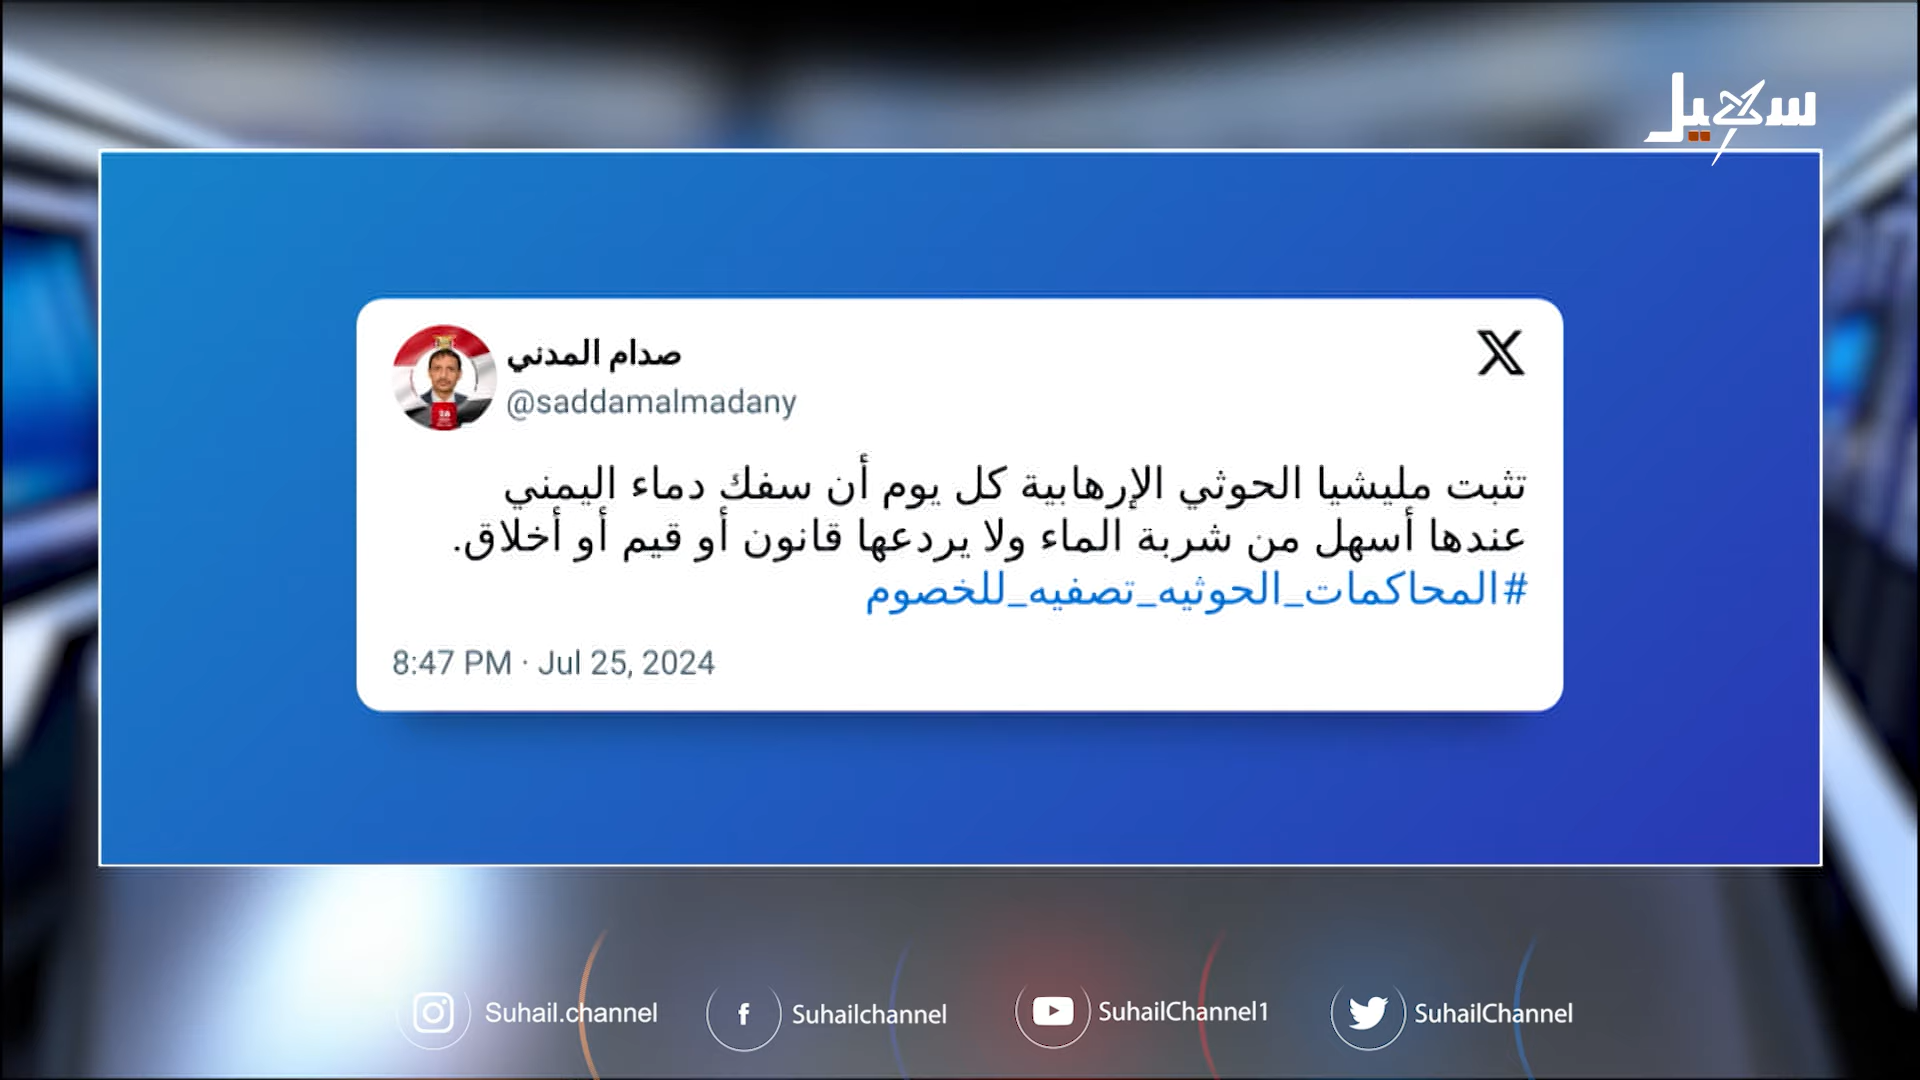 سهيل
صدام المدني
@saddamalmadany
تثبت مليشيا الحوثي الإرهابية كل يوم أن سفك دماء اليمني
عندها أسهل من شربة الماء ولا يردعها قانون أو قيم أو أخلاق.
#المحاكمات_الحوثيه_تصفيه_للخصوم
8:47 PM · Jul 25, 2024
Suhail.channel
Suhailchannel
SuhailChannel1
SuhailChannel